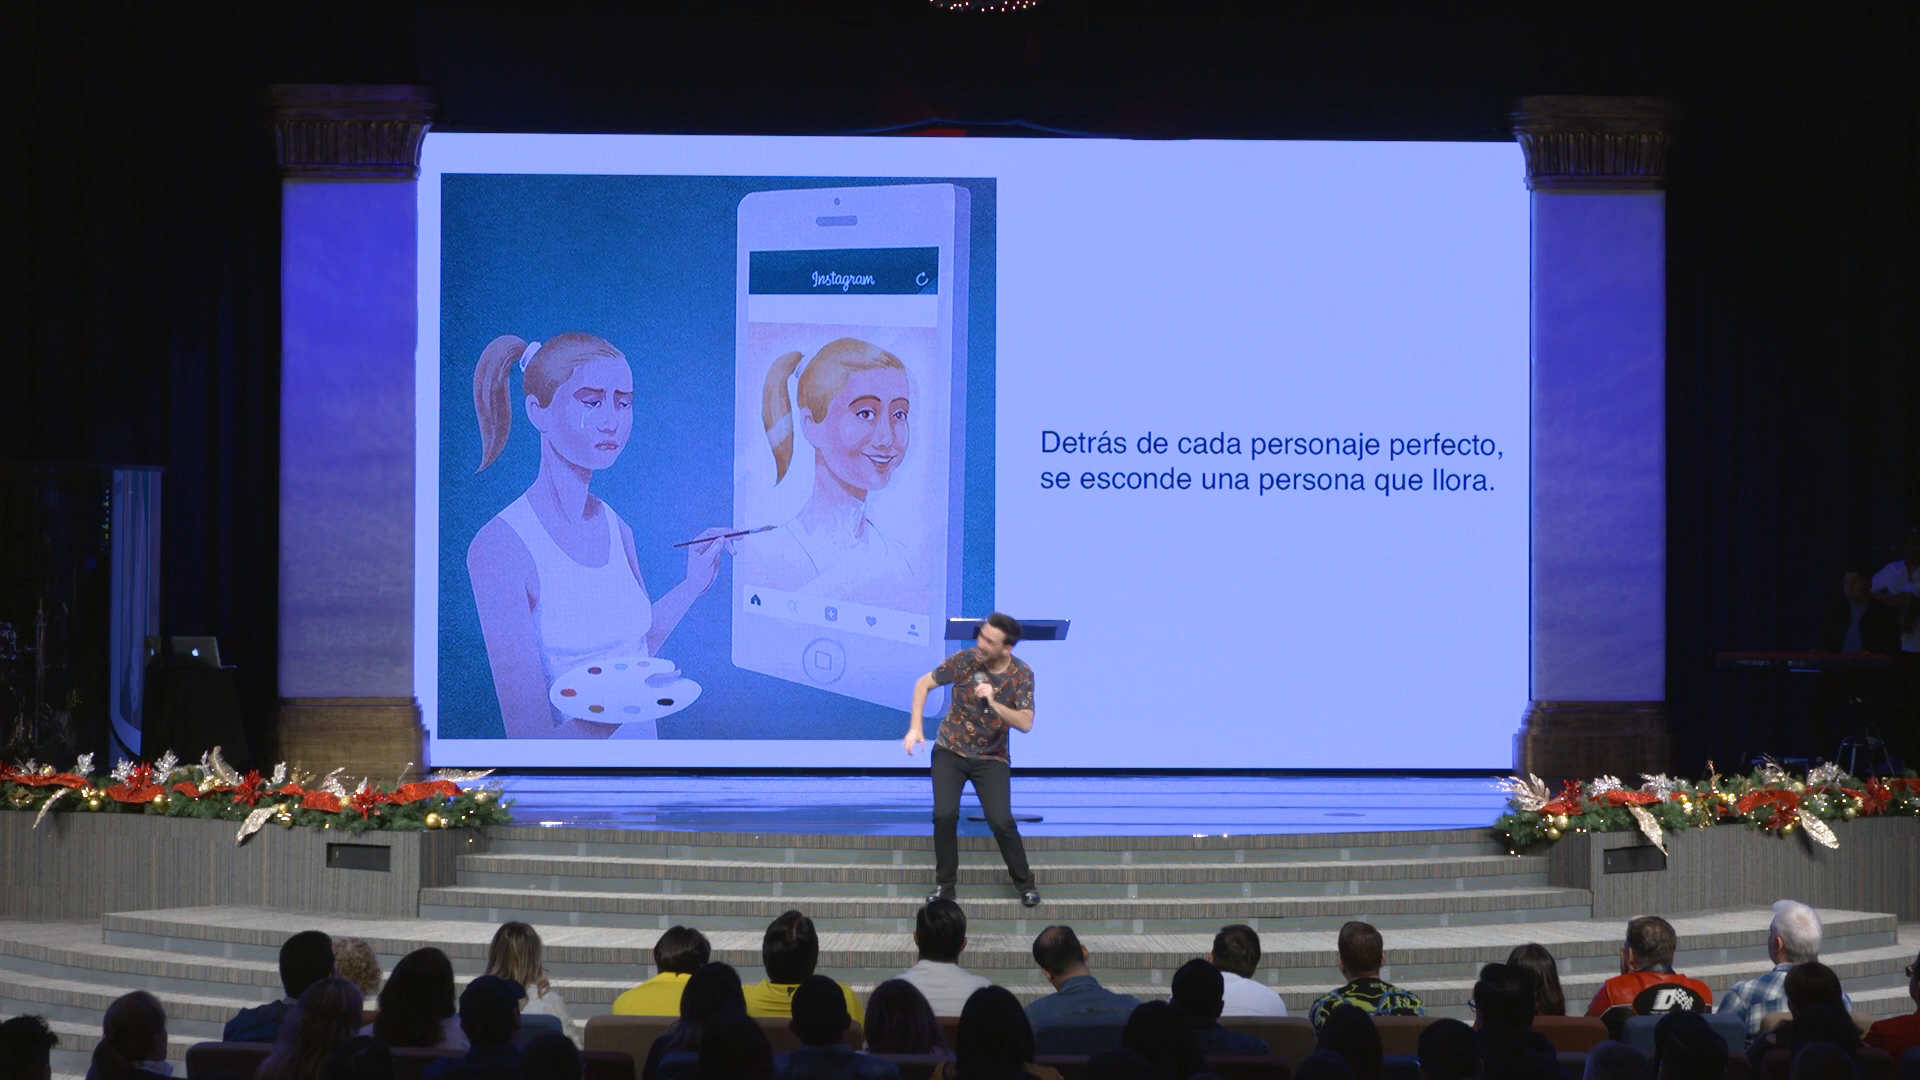 Instagram
Detrás de cada personaje perfecto,
se esconde una persona que llora.
D